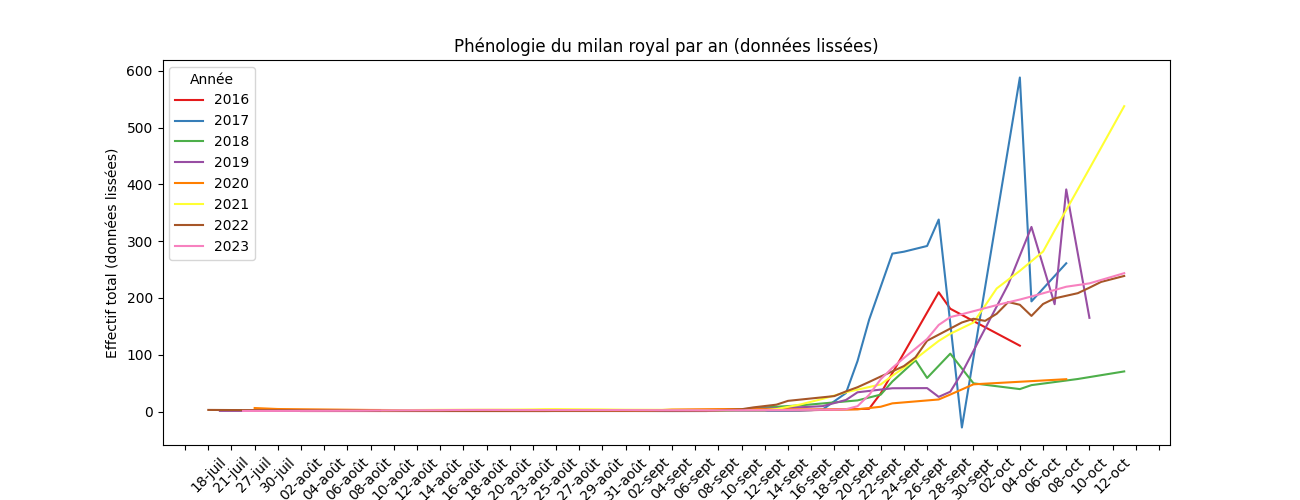 Phénologie du milan royal par an (données lissées)
Effectif total (données lissées)
600
500
400
300
200
100
0
Année
2016
2017
2018
2019
2020
2021
2022
2023
18-juil
21-juil
27-juil
30-juil
02-août
04-août
06-août
08-août
10-août
12-août
14-août
16-août
18-août
20-août
23-août
25-août
27-août
29-août
31-août
02-sept
04-sept
06-sept
08-sept
10-sept
12-sept
14-sept
16-sept
18-sept
20-sept
22-sept
24-sept
26-sept
28-sept
30-sept
02-oct
04-oct
06-oct
08-oct
10-oct
12-oct